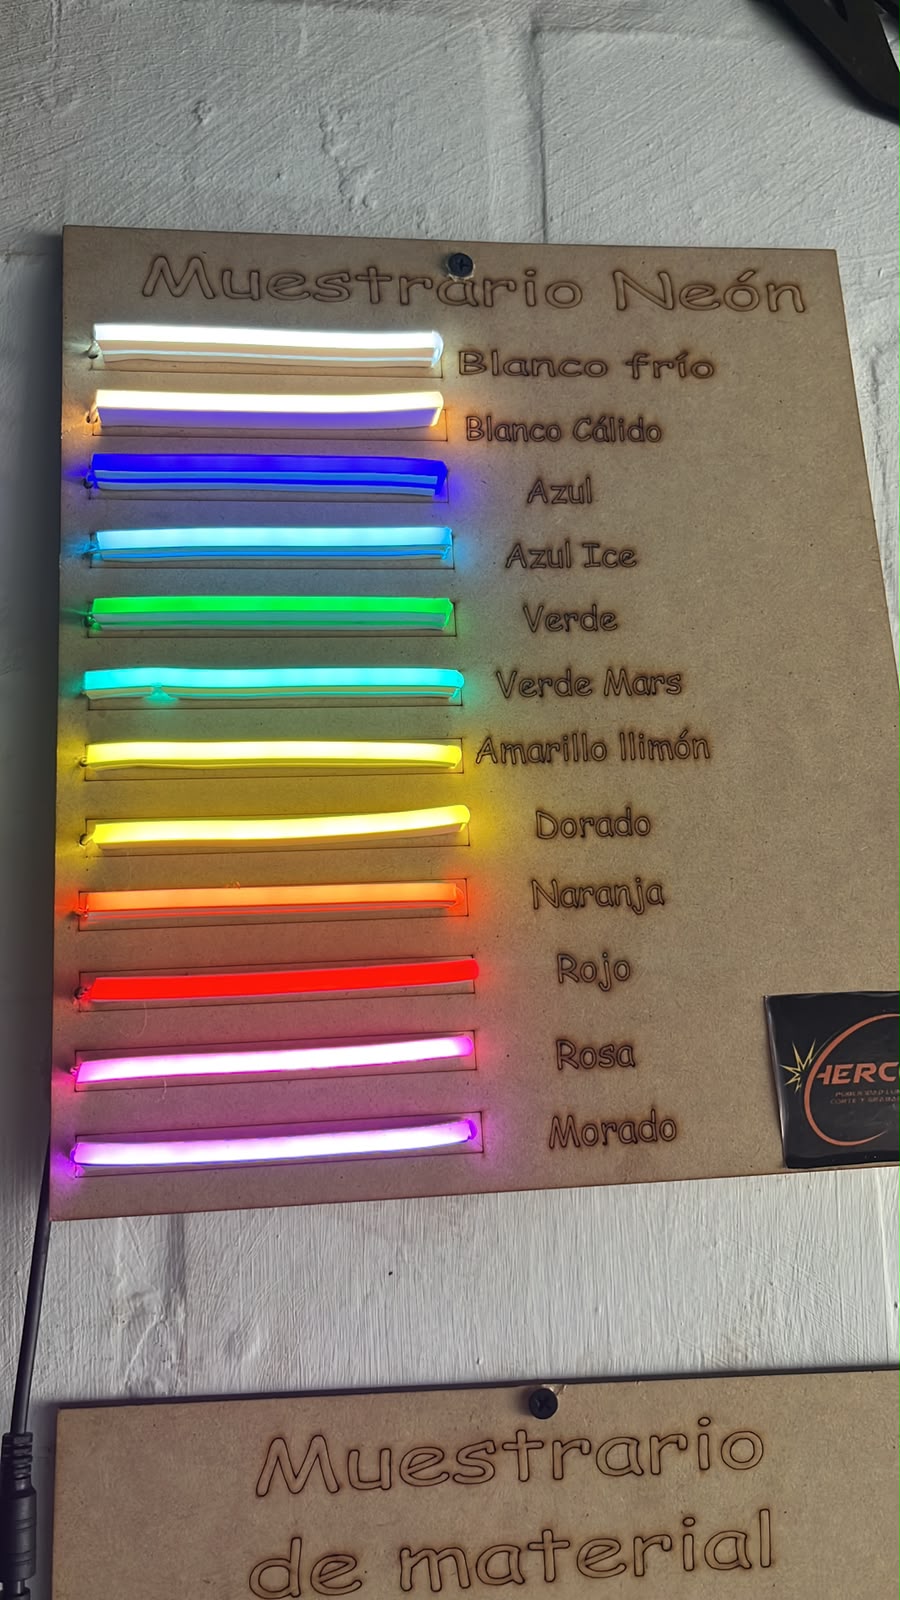 Muestrario Neón
Blanco frío
Blanco Cálido
Azul
Azul Ice
Verde
Verde Mars
Amarillo llimón
Dorado
Naranja
Rojo
Rosa
Morado
Muestrario
de material